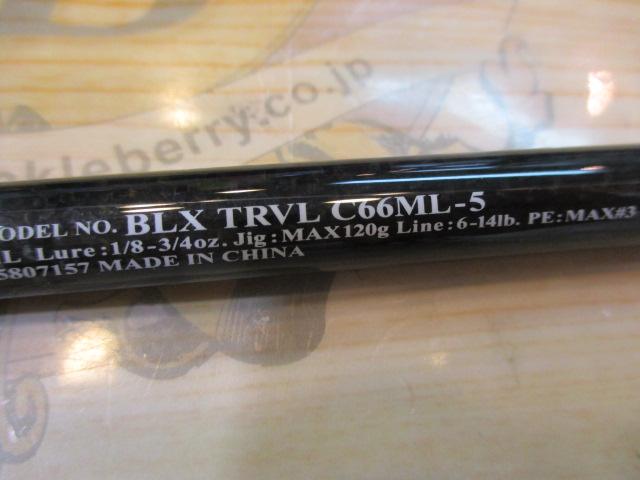 kleberry.co.jp
ODEL NO. BLX TRVL C66ML-5
L Lure:1/8-3/4oz. Jig:MAX120g Line:6-14lb. PE:MAX#3
5807157 MADE IN CHINA